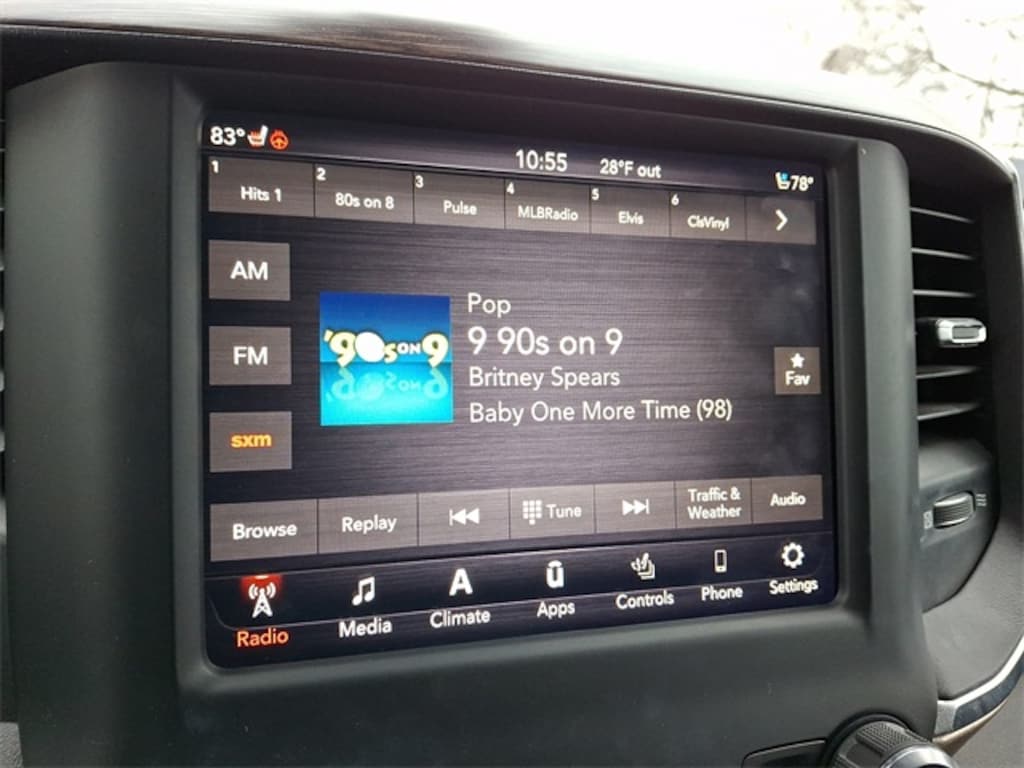 83°
10:55 28°F out
78°
1 Hits 1
2 80s on 8
3 Pulse
4 MLBRadio
5 Elvis
6 ClsVinyl
AM
FM
sxm
'90s ON 9
Pop
9 90s on 9
Britney Spears
Baby One More Time (98)
Fav
Browse
Replay
Tune
Traffic &
Weather
Audio
Radio
Media
A
Climate
ū
Apps
Controls
Phone
Settings